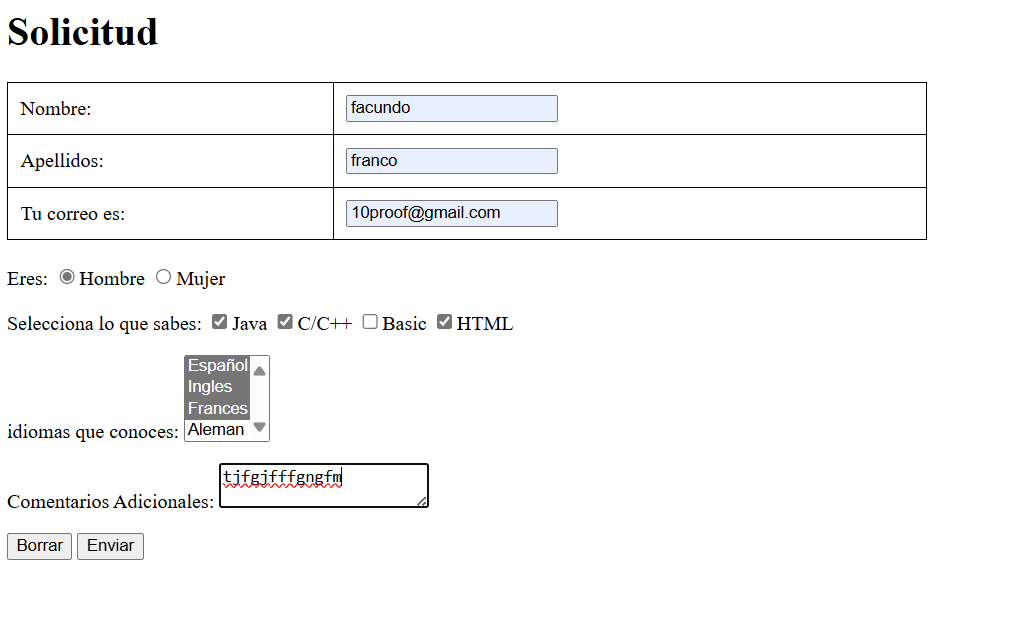 Solicitud
Nombre: facundo
Apellidos: franco
Tu correo es: 10proof@gmail.com
Eres: Hombre Mujer
Selecciona lo que sabes: Java C/C++ Basic HTML
idiomas que conoces: Español
Ingles
Frances
Aleman
Comentarios Adicionales: tjfgjfffgngfm
Borrar Enviar